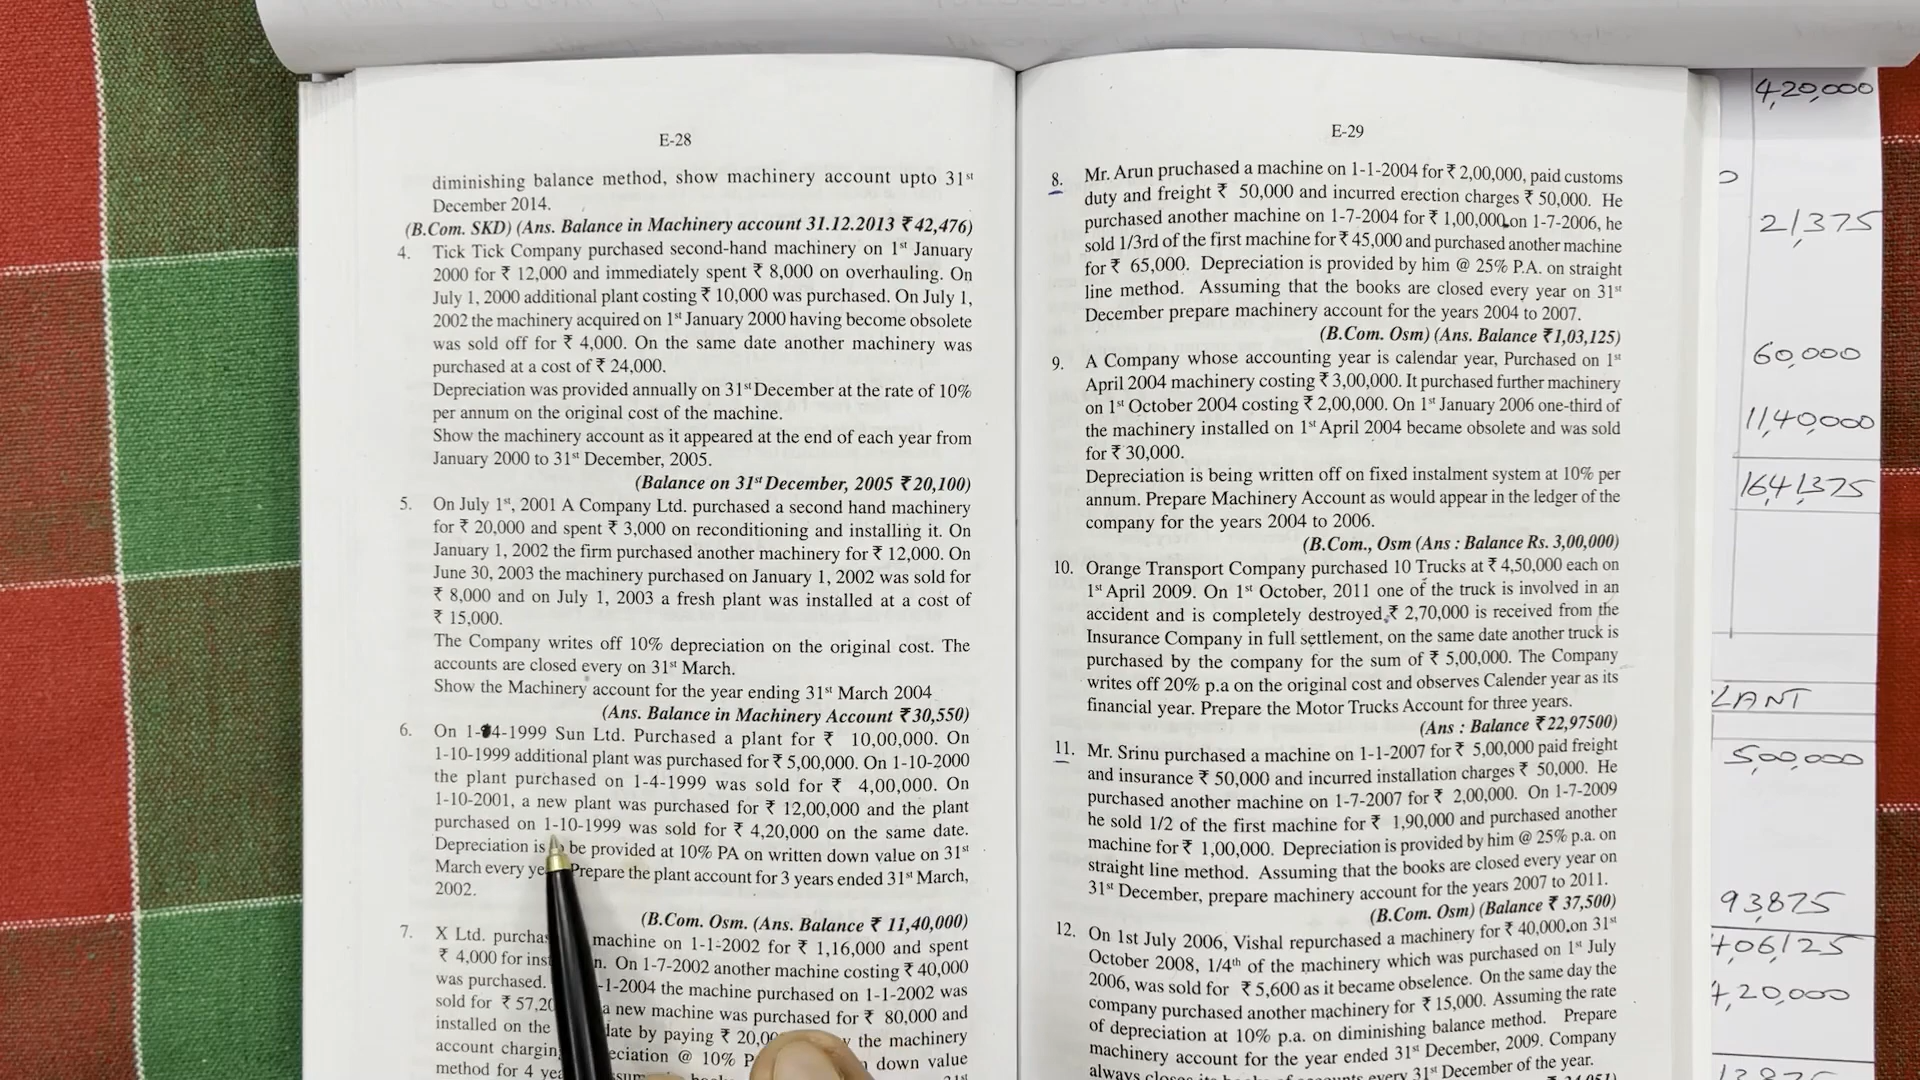 E-28
diminishing balance method, show machinery account upto 31st
December 2014.
(B.Com. SKD) (Ans. Balance in Machinery account 31.12.2013 ₹ 42,476)
4. Tick Tick Company purchased second-hand machinery on 1st January
2000 for ₹ 12,000 and immediately spent ₹ 8,000 on overhauling. On
July 1, 2000 additional plant costing ₹ 10,000 was purchased. On July 1,
2002 the machinery acquired on 1st January 2000 having become obsolete
was sold off for ₹ 4,000. On the same date another machinery was
purchased at a cost of ₹ 24,000.
Depreciation was provided annually on 31st December at the rate of 10%
per annum on the original cost of the machine.
Show the machinery account as it appeared at the end of each year from
January 2000 to 31st December, 2005.
(Balance on 31st December, 2005 ₹ 20,100)
5. On July 1st, 2001 A Company Ltd. purchased a second hand machinery
for ₹ 20,000 and spent ₹ 3,000 on reconditioning and installing it. On
January 1, 2002 the firm purchased another machinery for ₹ 12,000. On
June 30, 2003 the machinery purchased on January 1, 2002 was sold for
₹ 8,000 and on July 1, 2003 a fresh plant was installed at a cost of
₹ 15,000.
The Company writes off 10% depreciation on the original cost. The
accounts are closed every on 31st March.
Show the Machinery account for the year ending 31st March 2004
(Ans. Balance in Machinery Account ₹ 30,550)
6. On 1-4-1999 Sun Ltd. Purchased a plant for ₹ 10,00,000. On
1-10-1999 additional plant was purchased for ₹ 5,00,000. On 1-10-2000
the plant purchased on 1-4-1999 was sold for ₹ 4,00,000. On
1-10-2001, a new plant was purchased for ₹ 12,00,000 and the plant
purchased on 1-10-1999 was sold for ₹ 4,20,000 on the same date.
Depreciation is be provided at 10% PA on written down value on 31st
March every Prepare the plant account for 3 years ended 31st March,
2002.
(B.Com. Osm. (Ans. Balance ₹ 11,40,000)
7. X Ltd. machine on 1-1-2002 for ₹ 1,16,000 and spent
₹ 4,000 for On 1-7-2002 another machine costing ₹ 40,000
was purchased. -1-2004 the machine purchased on 1-1-2002 was
sold for a new machine was purchased for ₹ 80,000 and
installed on the by paying the machinery
account @ 10% down value
method for 4
E-29
8. Mr. Arun pruchased a machine on 1-1-2004 for ₹ 2,00,000, paid customs
duty and freight ₹ 50,000 and incurred erection charges ₹ 50,000. He
purchased another machine on 1-7-2004 for ₹ 1,00,000.on 1-7-2006, he
sold 1/3rd of the first machine for ₹ 45,000 and purchased another machine
for ₹ 65,000. Depreciation is provided by him @ 25% P.A. on straight
line method. Assuming that the books are closed every year on 31st
December prepare machinery account for the years 2004 to 2007.
(B.Com. Osm) (Ans. Balance ₹ 1,03,125)
9. A Company whose accounting year is calendar year, Purchased on 1st
April 2004 machinery costing ₹ 3,00,000. It purchased further machinery
on 1st October 2004 costing ₹ 2,00,000. On 1st January 2006 one-third of
the machinery installed on 1st April 2004 became obsolete and was sold
for ₹ 30,000.
Depreciation is being written off on fixed instalment system at 10% per
annum. Prepare Machinery Account as would appear in the ledger of the
company for the years 2004 to 2006.
(B.Com., Osm (Ans : Balance Rs. 3,00,000)
10. Orange Transport Company purchased 10 Trucks at ₹ 4,50,000 each on
1st April 2009. On 1st October, 2011 one of the truck is involved in an
accident and is completely destroyed.₹ 2,70,000 is received from the
Insurance Company in full settlement, on the same date another truck is
purchased by the company for the sum of ₹ 5,00,000. The Company
writes off 20% p.a on the original cost and observes Calender year as its
financial year. Prepare the Motor Trucks Account for three years.
(Ans : Balance ₹ 22,97500)
11. Mr. Srinu purchased a machine on 1-1-2007 for ₹ 5,00,000 paid freight
and insurance ₹ 50,000 and incurred installation charges ₹ 50,000. He
purchased another machine on 1-7-2007 for ₹ 2,00,000. On 1-7-2009
he sold 1/2 of the first machine for ₹ 1,90,000 and purchased another
machine for ₹ 1,00,000. Depreciation is provided by him @ 25% p.a. on
straight line method. Assuming that the books are closed every year on
31st December, prepare machinery account for the years 2007 to 2011.
(B.Com. Osm) (Balance ₹ 37,500)
12. On 1st July 2006, Vishal repurchased a machinery for ₹ 40,000.on 31st
October 2008, 1/4th of the machinery which was purchased on 1st July
2006, was sold for ₹ 5,600 as it became obselence. On the same day the
company purchased another machinery for ₹ 15,000. Assuming the rate
of depreciation at 10% p.a. on diminishing balance method. Prepare
machinery account for the year ended 31st December, 2009. Company
always closes its of accounts every 31st December of the year.
4,20,000
21,375
60,000
11,40,000
16,41,375
LANT
5,00,000
93,875
4,06,125
4,20,000
13,875